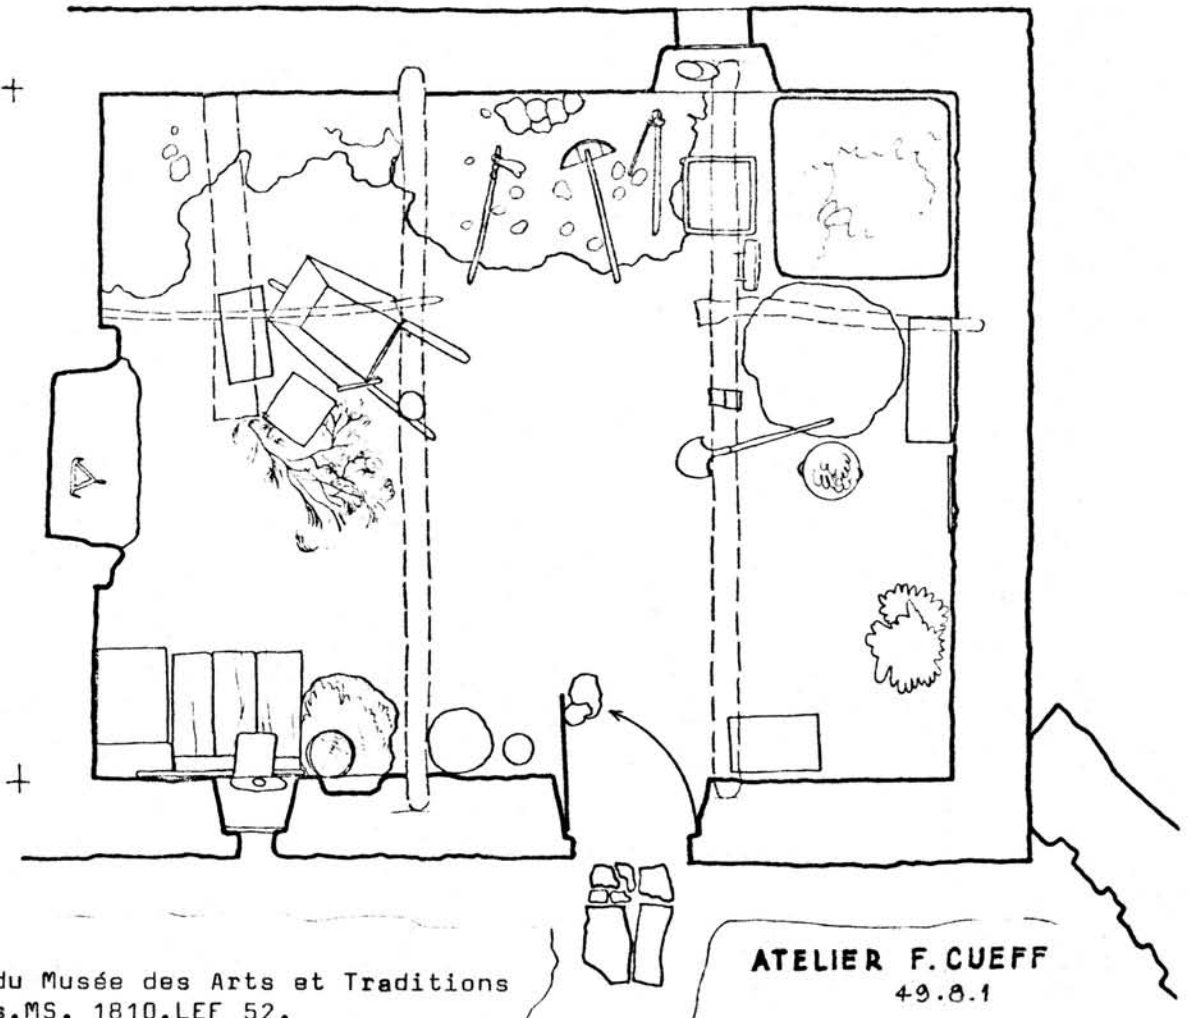 du Musée des Arts et Traditions
s.MS. 1810.LEF 52.
ATELIER F. CUEFF
49.8.1